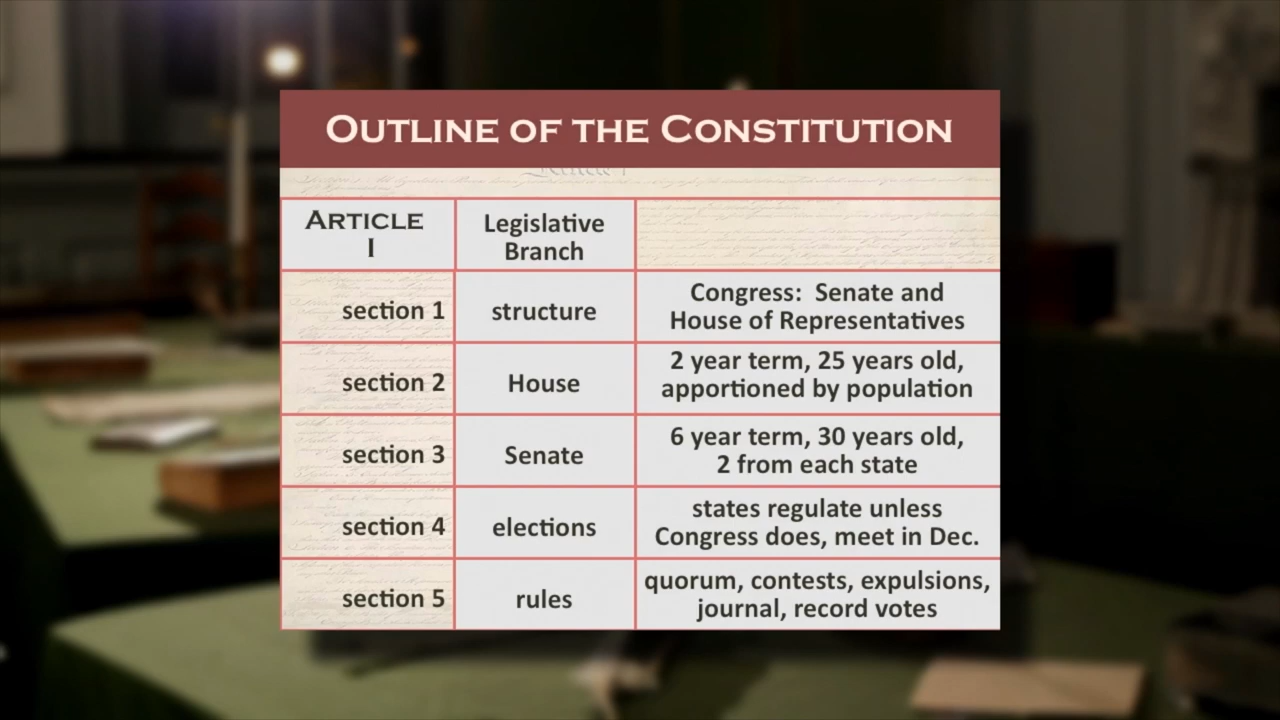 OUTLINE OF THE CONSTITUTION
Article I
ARTICLE
I
Legislative
Branch
section 1
structure
Congress: Senate and
House of Representatives
section 2
House
2 year term, 25 years old,
apportioned by population
section 3
Senate
6 year term, 30 years old,
2 from each state
section 4
elections
states regulate unless
Congress does, meet in Dec.
section 5
rules
quorum, contests, expulsions,
journal, record votes